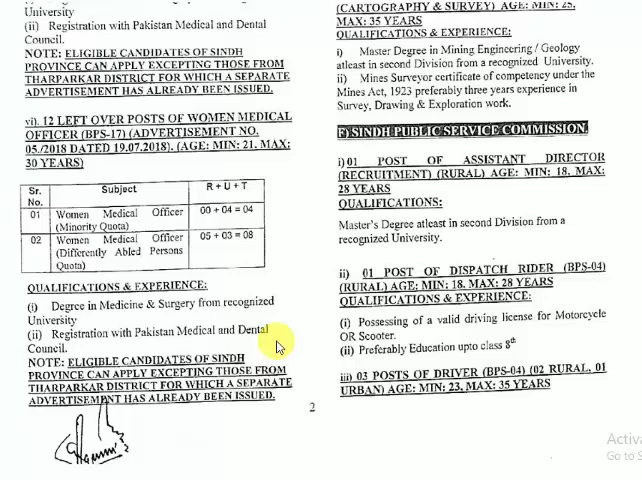 University
(ii) Registration with Pakistan Medical and Dental
Council.
NOTE: ELIGIBLE CANDIDATES OF SINDH
PROVINCE CAN APPLY EXCEPTING THOSE FROM
THARPARKAR DISTRICT FOR WHICH A SEPARATE
ADVERTISEMENT HAS ALREADY BEEN ISSUED.
vi). 12 LEFT OVER POSTS OF WOMEN MEDICAL
OFFICER (BPS-17) (ADVERTISEMENT NO.
05./2018 DATED 19.07.2018). (AGE: MIN: 21. MAX:
30 YEARS)
Sr. No. Subject R + U + T
01 Women Medical Officer (Minority Quota) 00 + 04 = 04
02 Women Medical Officer (Differently Abled Persons Quota) 05 + 03 = 08
QUALIFICATIONS & EXPERIENCE:
(i) Degree in Medicine & Surgery from recognized
University
(ii) Registration with Pakistan Medical and Dental
Council.
NOTE: ELIGIBLE CANDIDATES OF SINDH
PROVINCE CAN APPLY EXCEPTING THOSE FROM
THARPARKAR DISTRICT FOR WHICH A SEPARATE
ADVERTISEMENT HAS ALREADY BEEN ISSUED.
(CARTOGRAPHY & SURVEY) AGE: MIN: 25,
MAX: 35 YEARS
QUALIFICATIONS & EXPERIENCE:
i) Master Degree in Mining Engineering / Geology
atleast in second Division from a recognized University.
ii) Mines Surveyor certificate of competency under the
Mines Act, 1923 preferably three years experience in
Survey, Drawing & Exploration work.
F) SINDH PUBLIC SERVICE COMMISSION.
i) 01 POST OF ASSISTANT DIRECTOR
(RECRUITMENT) (RURAL) AGE: MIN: 18, MAX:
28 YEARS
QUALIFICATIONS:
Master's Degree atleast in second Division from a
recognized University.
ii) 01 POST OF DISPATCH RIDER (BPS-04)
(RURAL) AGE: MIN: 18, MAX: 28 YEARS
QUALIFICATIONS & EXPERIENCE:
(i) Possessing of a valid driving license for Motorcycle
OR Scooter.
(ii) Preferably Education upto class 8th
iii) 03 POSTS OF DRIVER (BPS-04) (02 RURAL, 01
URBAN) AGE: MIN: 23, MAX: 35 YEARS
2
Activa
Go to S